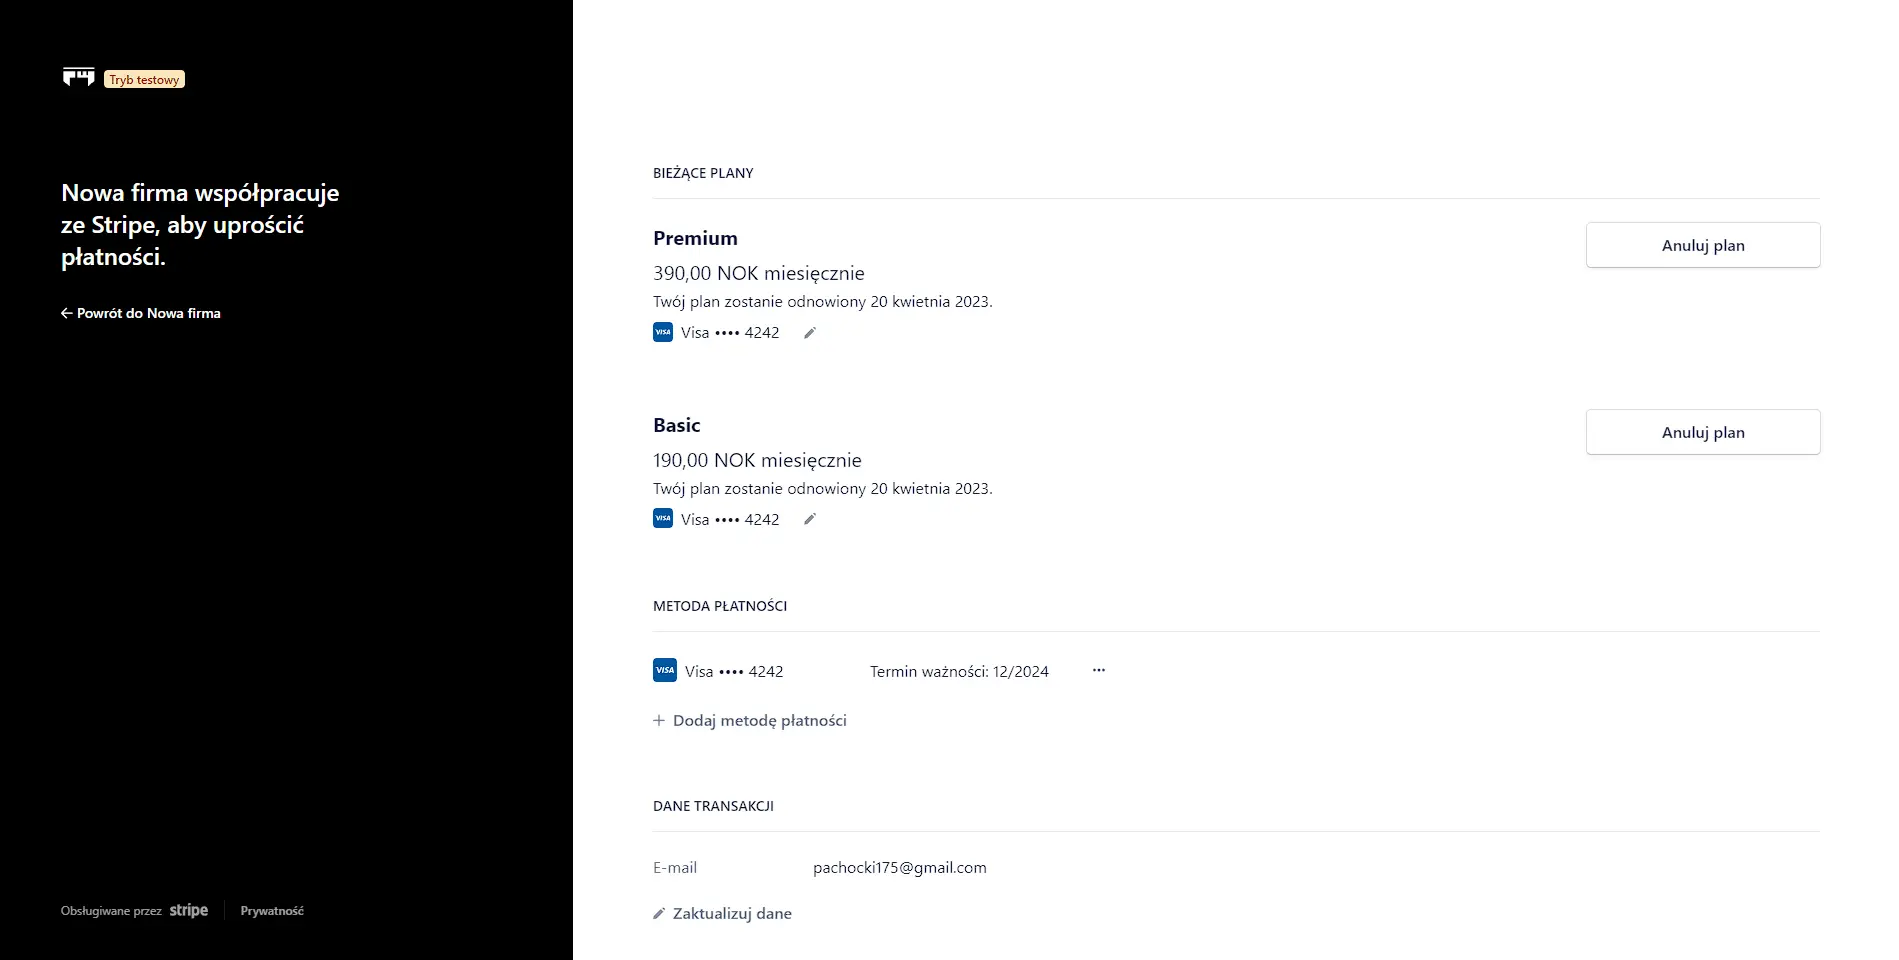 Tryb testowy
Nowa firma współpracuje
ze Stripe, aby uprościć
płatności.
← Powrót do Nowa firma
Obsługiwane przez stripe
Prywatność
BIEŻĄCE PLANY
Premium
Anuluj plan
390,00 NOK miesięcznie
Twój plan zostanie odnowiony 20 kwietnia 2023.
VISA Visa •••• 4242
Basic
Anuluj plan
190,00 NOK miesięcznie
Twój plan zostanie odnowiony 20 kwietnia 2023.
VISA Visa •••• 4242
METODA PŁATNOŚCI
VISA Visa •••• 4242 Termin ważności: 12/2024 •••
+ Dodaj metodę płatności
DANE TRANSAKCJI
E-mail pachocki175@gmail.com
Zaktualizuj dane